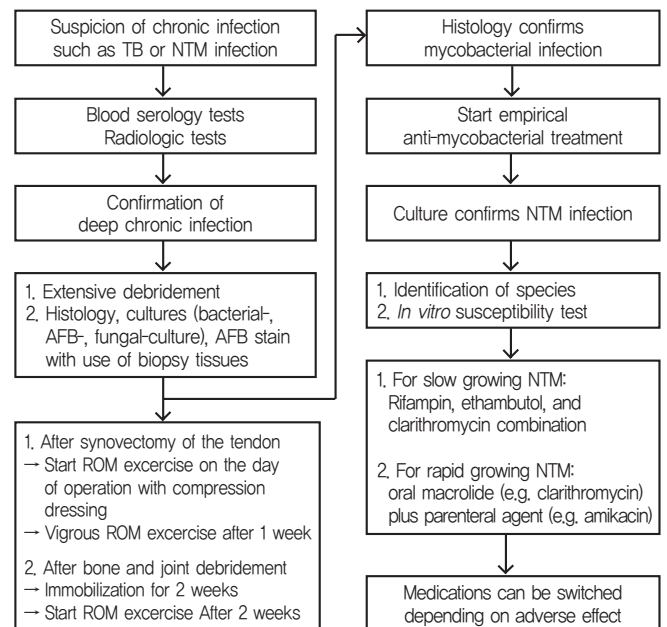 Suspicion of chronic infection
such as TB or NTM infection
Blood serology tests
Radiologic tests
Confirmation of
deep chronic infection
1. Extensive debridement
2. Histology, cultures (bacterial-,
AFB-, fungal-culture), AFB stain
with use of biopsy tissues
1. After synovectomy of the tendon
→ Start ROM excercise on the day
of operation with compression
dressing
→ Vigrous ROM excercise after 1 week
2. After bone and joint debridement
→ Immobilization for 2 weeks
→ Start ROM excercise After 2 weeks
Histology confirms
mycobacterial infection
Start empirical
anti-mycobacterial treatment
Culture confirms NTM infection
1. Identification of species
2. In vitro susceptibility test
1. For slow growing NTM:
Rifampin, ethambutol, and
clarithromycin combination
2. For rapid growing NTM:
oral macrolide (e.g. clarithromycin)
plus parenteral agent (e.g. amikacin)
Medications can be switched
depending on adverse effect